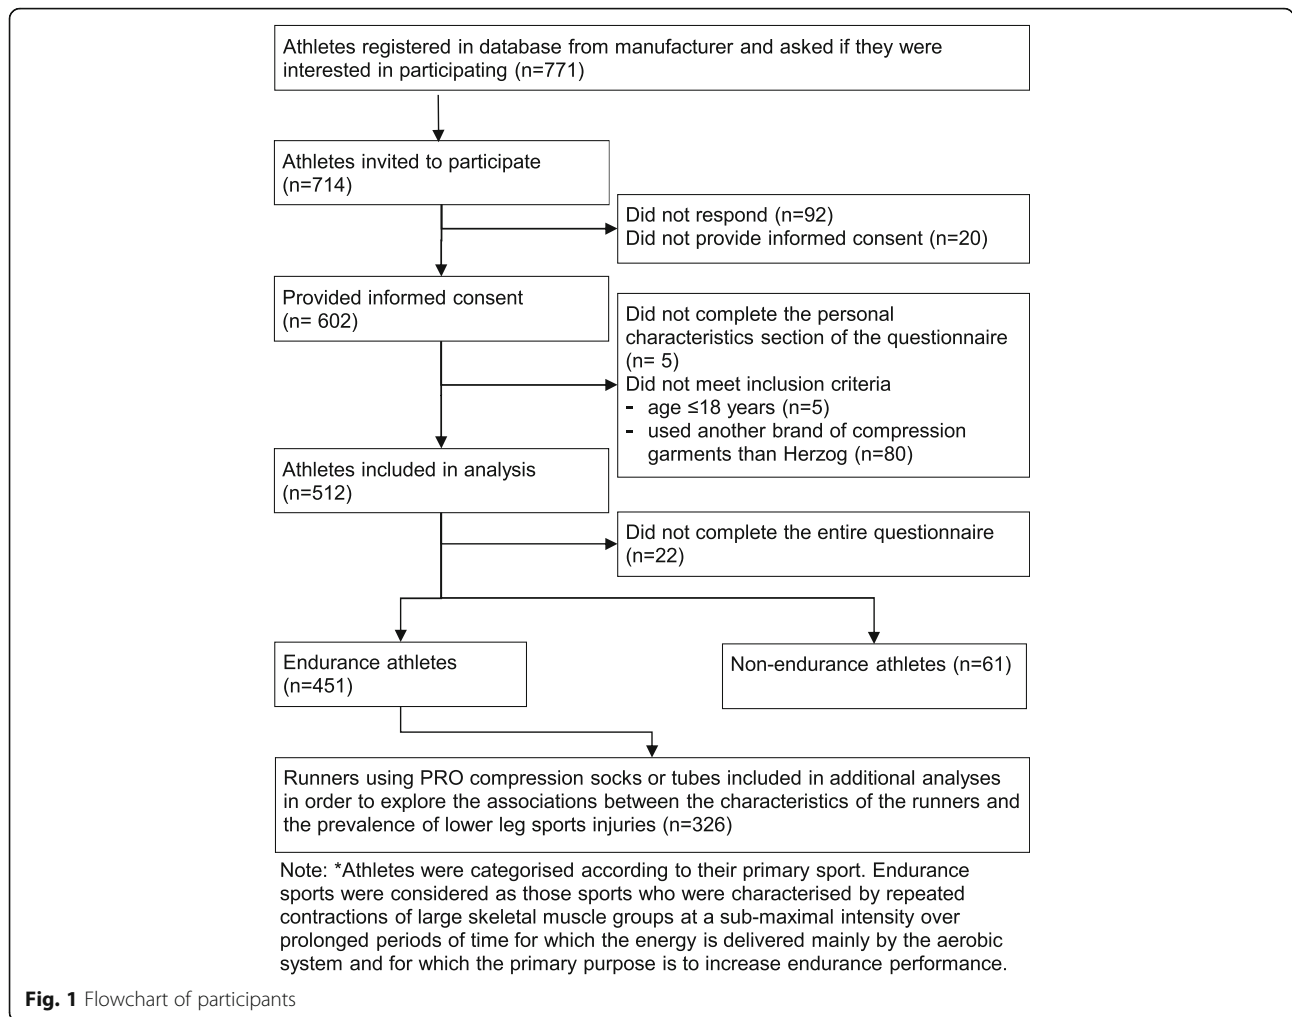 Athletes registered in database from manufacturer and asked if they were
interested in participating (n=771)
Athletes invited to participate
(n=714)
Did not respond (n=92)
Did not provide informed consent (n=20)
Provided informed consent
(n= 602)
Did not complete the personal
characteristics section of the questionnaire
(n= 5)
Did not meet inclusion criteria
- age ≤18 years (n=5)
- used another brand of compression
garments than Herzog (n=80)
Athletes included in analysis
(n=512)
Did not complete the entire questionnaire
(n=22)
Endurance athletes
(n=451)
Non-endurance athletes (n=61)
Runners using PRO compression socks or tubes included in additional analyses
in order to explore the associations between the characteristics of the runners and
the prevalence of lower leg sports injuries (n=326)
Note: *Athletes were categorised according to their primary sport. Endurance
sports were considered as those sports who were characterised by repeated
contractions of large skeletal muscle groups at a sub-maximal intensity over
prolonged periods of time for which the energy is delivered mainly by the aerobic
system and for which the primary purpose is to increase endurance performance.
Fig. 1 Flowchart of participants